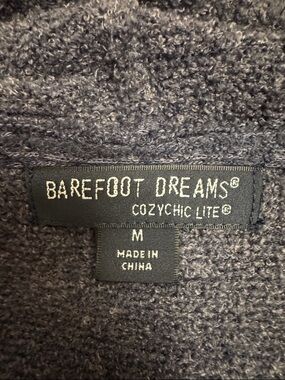 BAREFOOT DREAMS®
COZYCHIC LITE®
M
MADE IN
CHINA